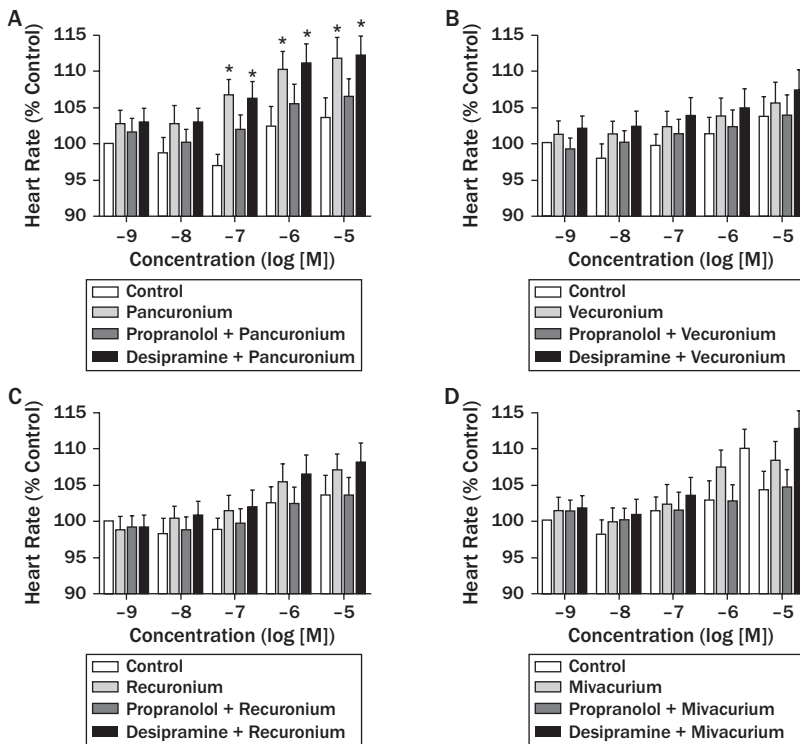 A
Heart Rate (% Control)
115
110
105
100
95
90
* * * * * *
–9 –8 –7 –6 –5
Concentration (log [M])
Control
Pancuronium
Propranolol + Pancuronium
Desipramine + Pancuronium
B
Heart Rate (% Control)
115
110
105
100
95
90
–9 –8 –7 –6 –5
Concentration (log [M])
Control
Vecuronium
Propranolol + Vecuronium
Desipramine + Vecuronium
C
Heart Rate (% Control)
115
110
105
100
95
90
–9 –8 –7 –6 –5
Concentration (log [M])
Control
Recuronium
Propranolol + Recuronium
Desipramine + Recuronium
D
Heart Rate (% Control)
115
110
105
100
95
90
–9 –8 –7 –6 –5
Concentration (log [M])
Control
Mivacurium
Propranolol + Mivacurium
Desipramine + Mivacurium